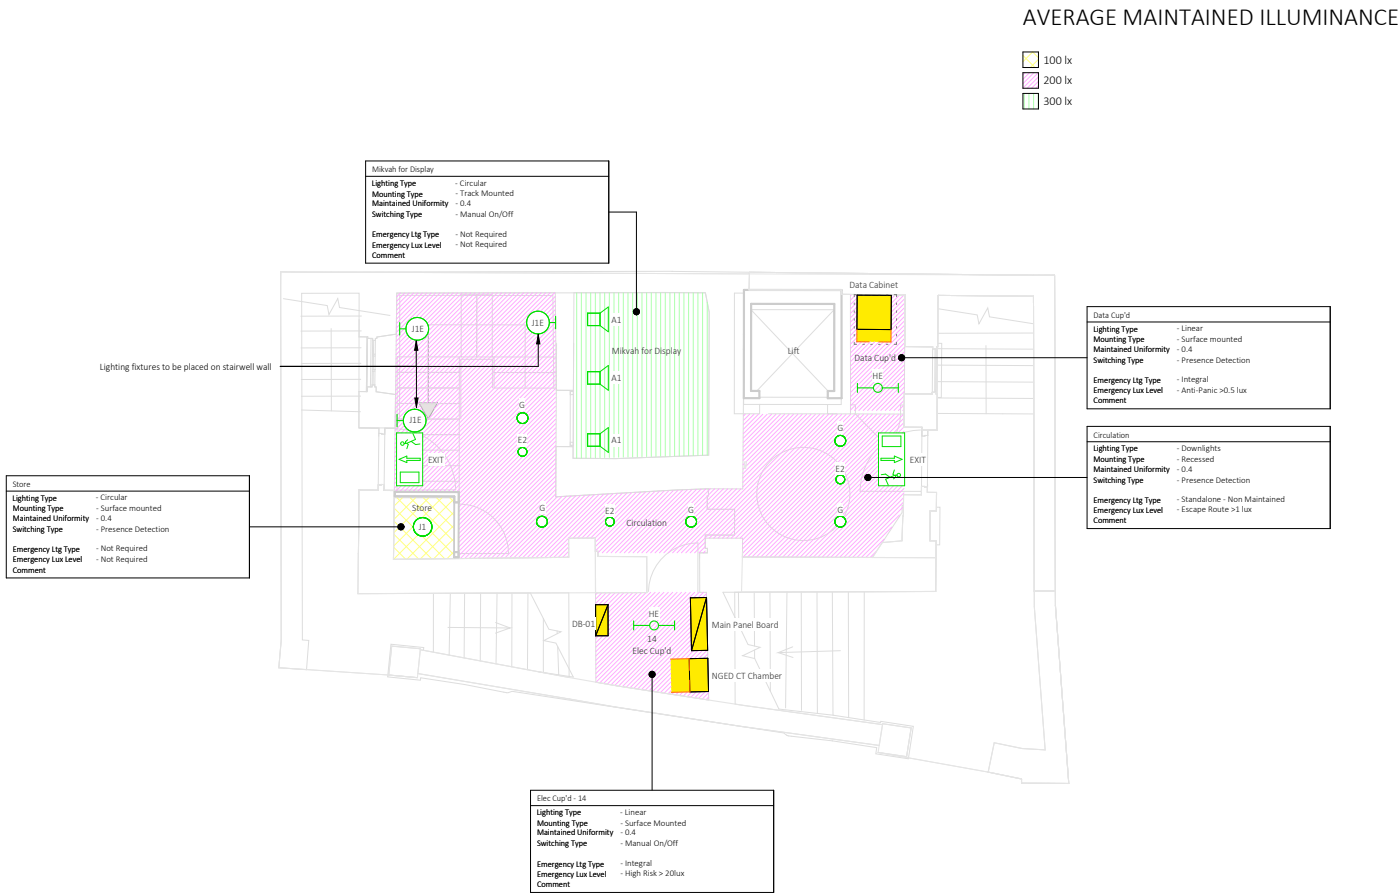 AVERAGE MAINTAINED ILLUMINANCE
100 lx
200 lx
300 lx
Mikvah for Display
Lighting Type - Circular
Mounting Type - Track Mounted
Maintained Uniformity - 0.4
Switching Type - Manual On/Off
Emergency Ltg Type - Not Required
Emergency Lux Level - Not Required
Comment
Data Cabinet
Data Cup'd
Lighting Type - Linear
Mounting Type - Surface mounted
Maintained Uniformity - 0.4
Switching Type - Presence Detection
Emergency Ltg Type - Integral
Emergency Lux Level - Anti-Panic >0.5 lux
Comment
J1E
J1E
A1
Mikvah for Display
Lift
Data Cup'd
Lighting fixtures to be placed on stairwell wall
A1
HE
J1E
G
G
E2
A1
EXIT
E2
EXIT
Circulation
Lighting Type - Downlights
Mounting Type - Recessed
Maintained Uniformity - 0.4
Switching Type - Presence Detection
Emergency Ltg Type - Standalone - Non Maintained
Emergency Lux Level - Escape Route >1 lux
Comment
Store
Lighting Type - Circular
Mounting Type - Surface mounted
Maintained Uniformity - 0.4
Switching Type - Presence Detection
Emergency Ltg Type - Not Required
Emergency Lux Level - Not Required
Comment
Store
J1
G
E2
Circulation
G
G
DB-01
HE
14
Elec Cup'd
Main Panel Board
NGED CT Chamber
Elec Cup'd - 14
Lighting Type - Linear
Mounting Type - Surface Mounted
Maintained Uniformity - 0.4
Switching Type - Manual On/Off
Emergency Ltg Type - Integral
Emergency Lux Level - High Risk > 20lux
Comment